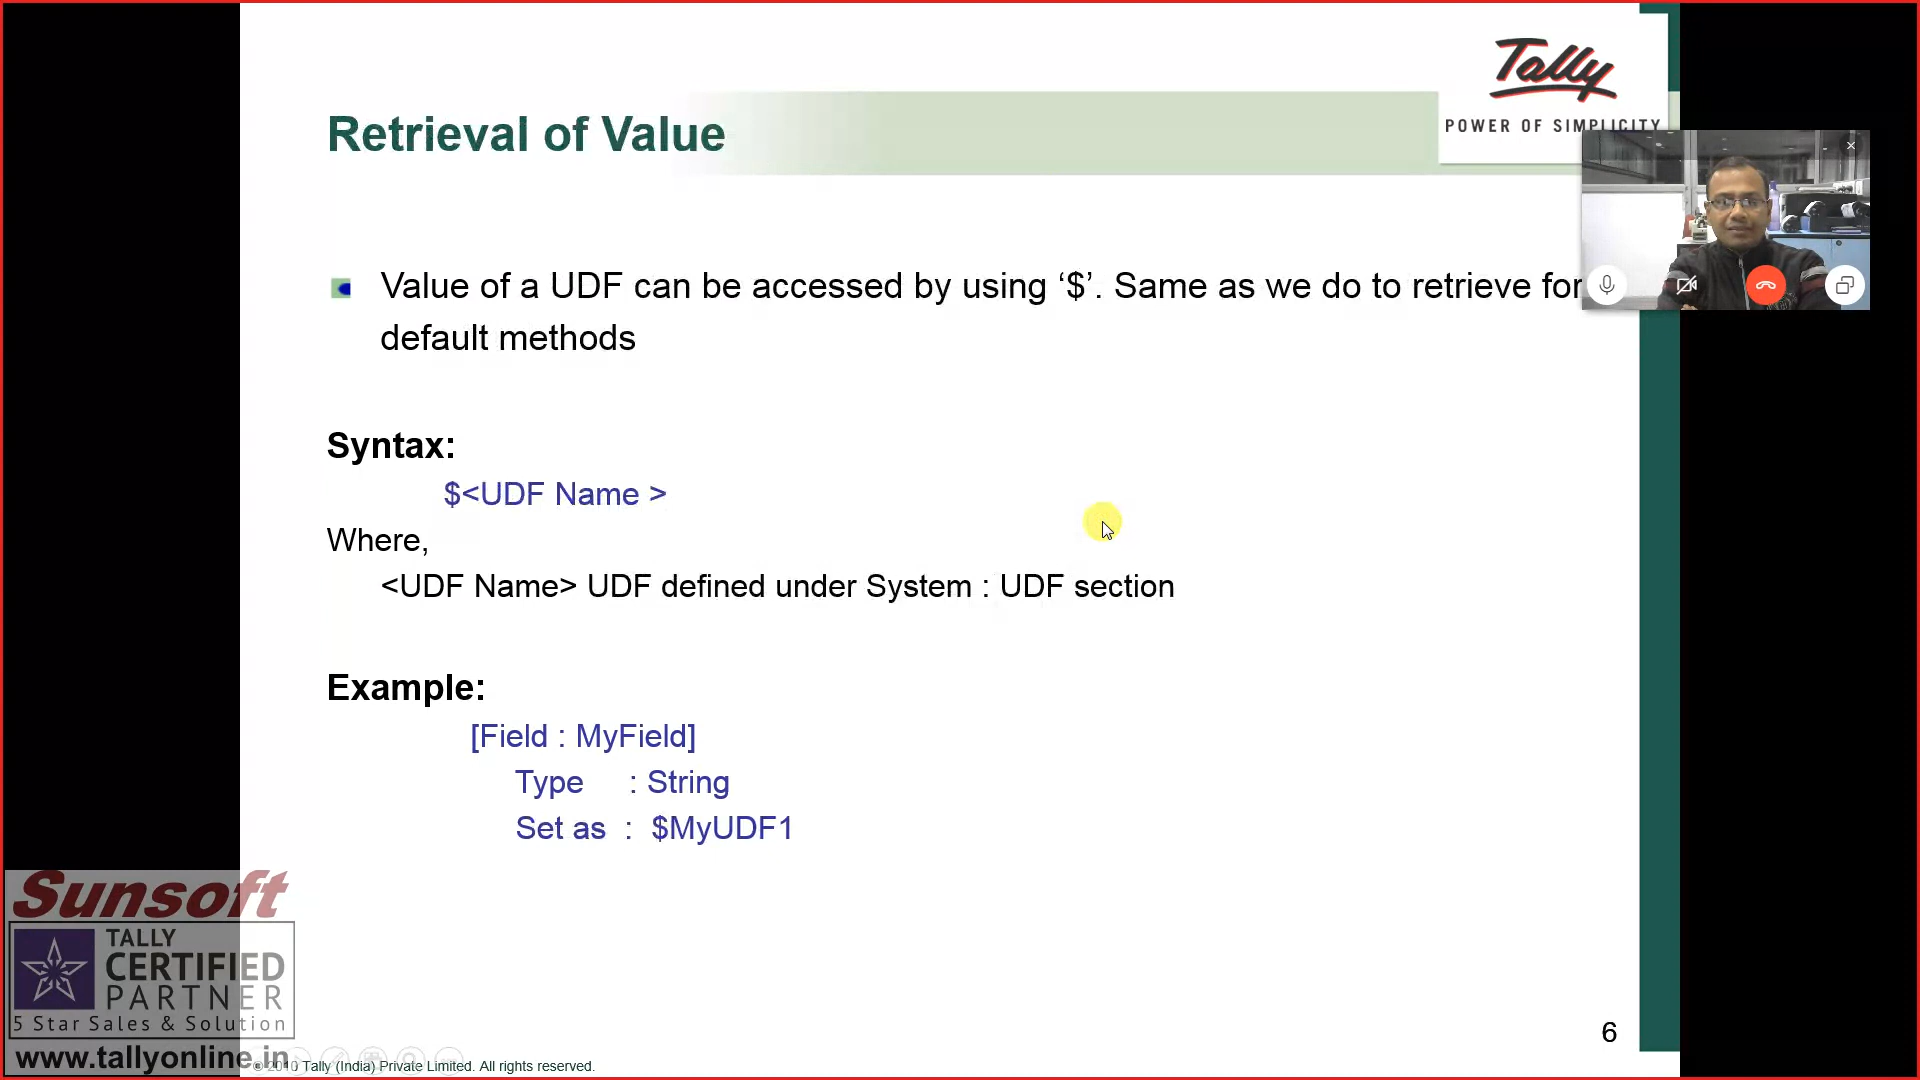 Tally
POWER OF SIMPLICITY
Retrieval of Value
Value of a UDF can be accessed by using ‘$’. Same as we do to retrieve for
default methods
Syntax:
$<UDF Name >
Where,
<UDF Name> UDF defined under System : UDF section
Example:
[Field : MyField]
Type : String
Set as : $MyUDF1
Sunsoft
TALLY
CERTIFIED
PARTNER
5 Star Sales & Solution
www.tallyonline.in
6
© 2010 Tally (India) Private Limited. All rights reserved.